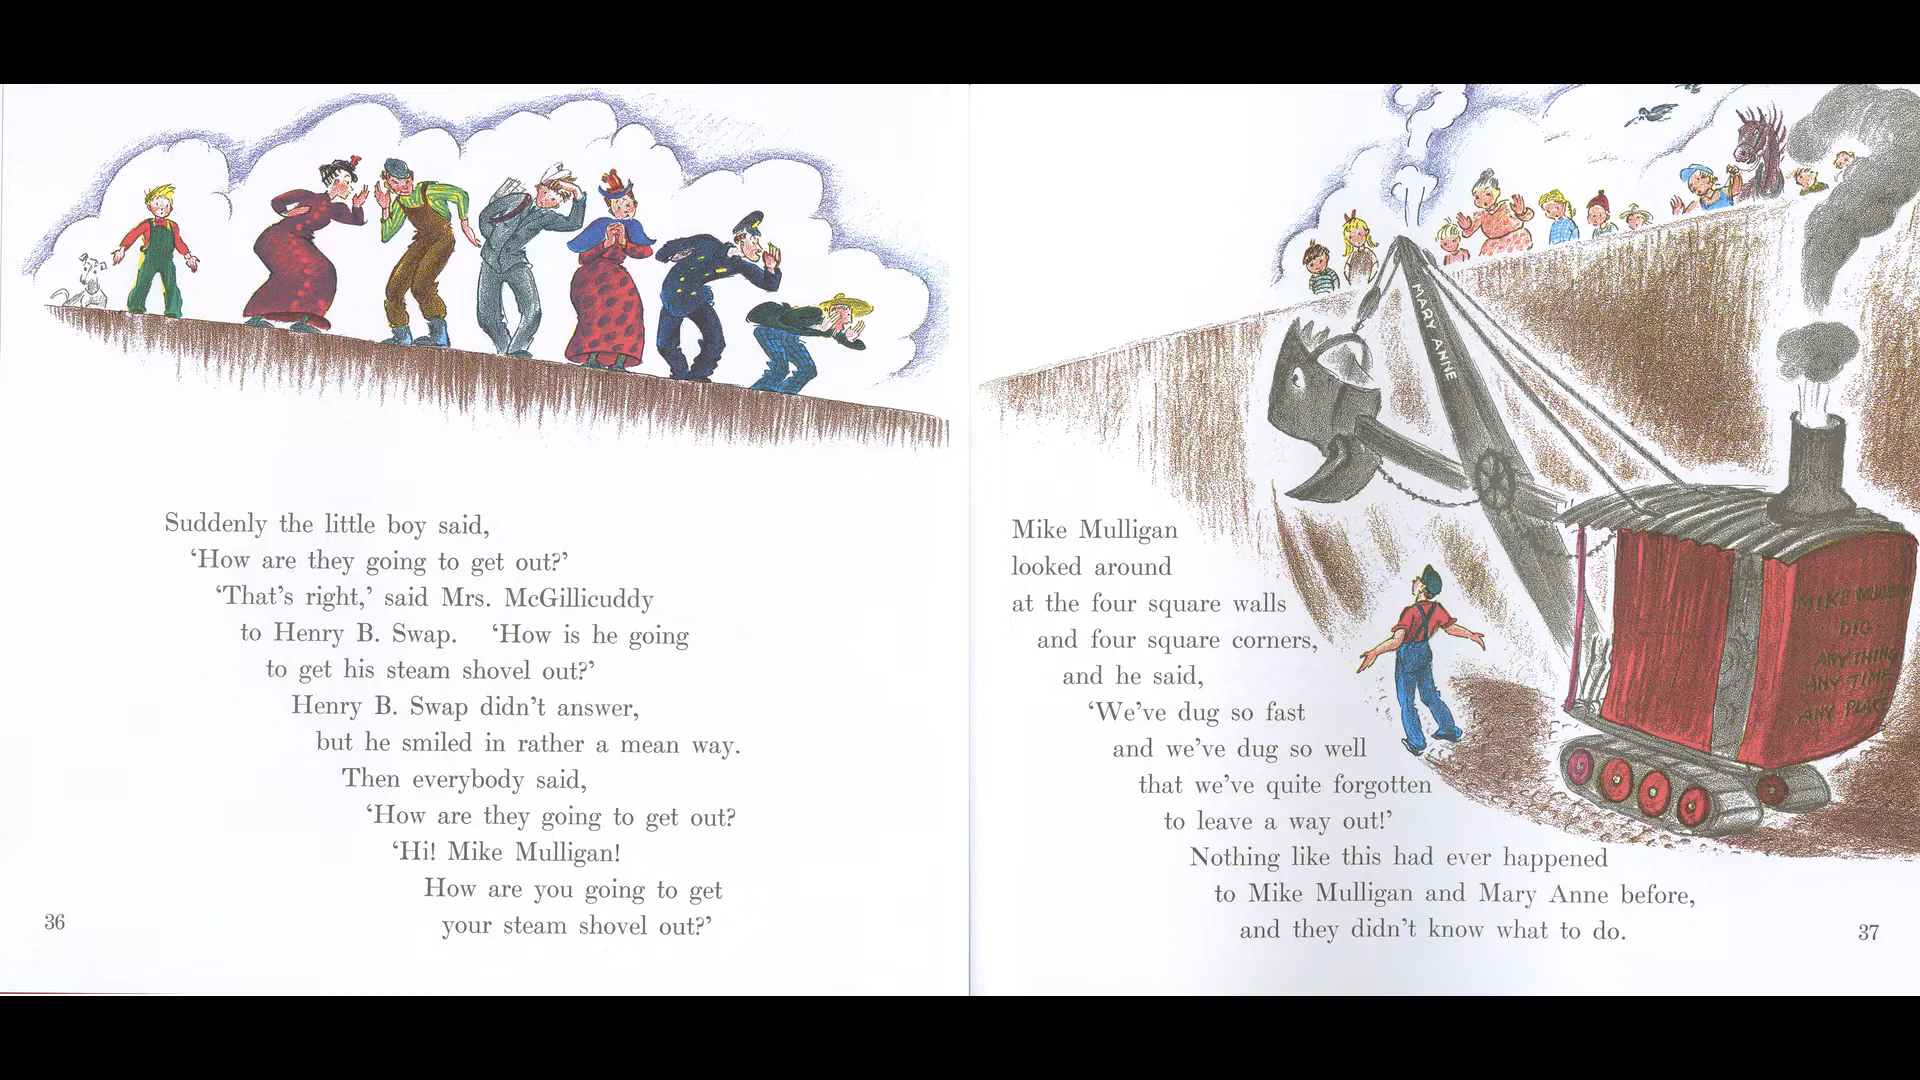 Suddenly the little boy said,
‘How are they going to get out?’
‘That’s right,’ said Mrs. McGillicuddy
to Henry B. Swap. ‘How is he going
to get his steam shovel out?’
Henry B. Swap didn’t answer,
but he smiled in rather a mean way.
Then everybody said,
‘How are they going to get out?
‘Hi! Mike Mulligan!
How are you going to get
your steam shovel out?’
36
MARY ANNE
Mike Mulligan
looked around
at the four square walls
and four square corners,
and he said,
‘We’ve dug so fast
and we’ve dug so well
that we’ve quite forgotten
to leave a way out!’
Nothing like this had ever happened
to Mike Mulligan and Mary Anne before,
and they didn’t know what to do.
MIKE
DIG
ANYTHING
ANY TIME
ANY PLACE
37